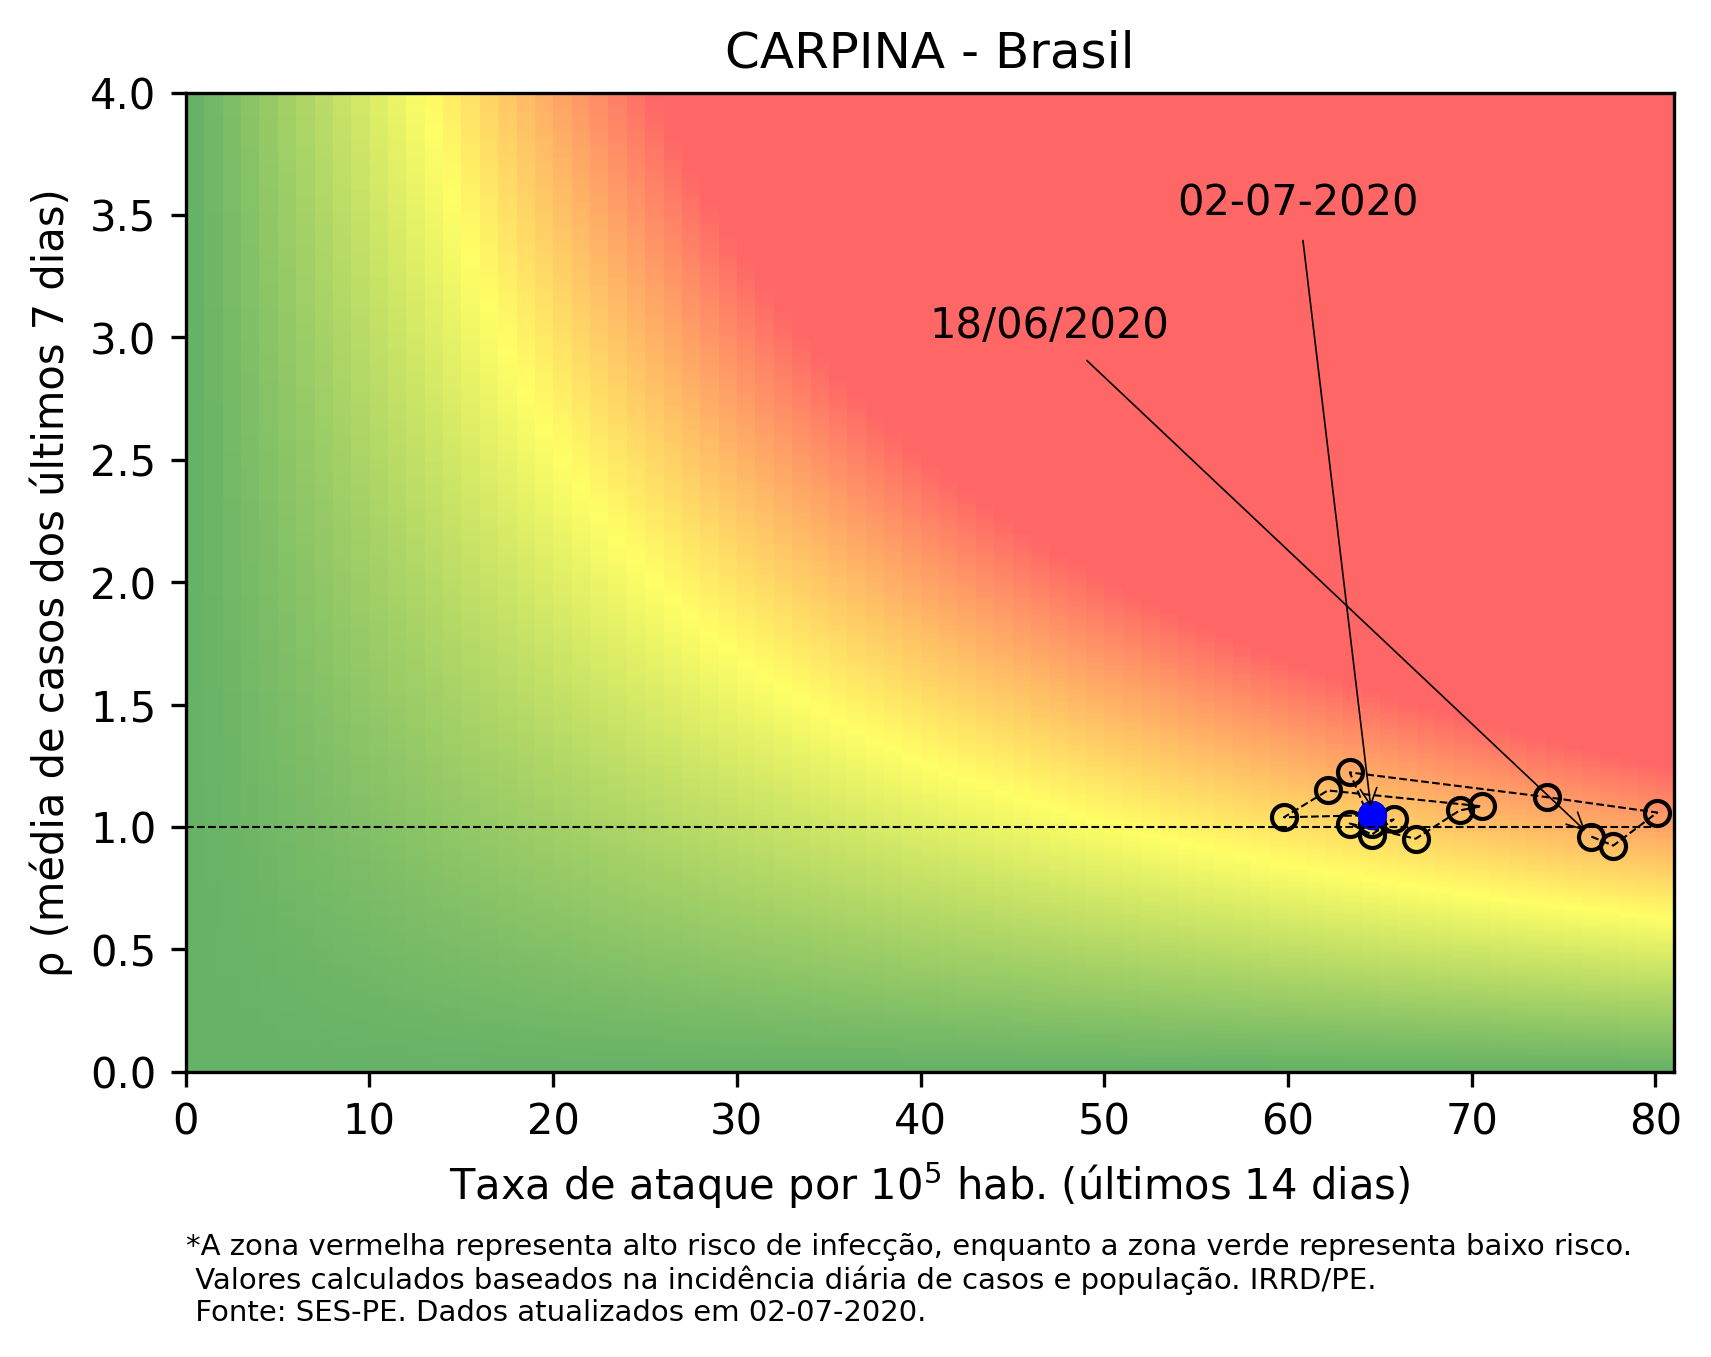 CARPINA - Brasil
4.0
3.5
3.0
2.5
2.0
1.5
1.0
0.5
0.0
ρ (média de casos dos últimos 7 dias)
02-07-2020
18/06/2020
0 10 20 30 40 50 60 70 80
Taxa de ataque por 10⁵ hab. (últimos 14 dias)
*A zona vermelha representa alto risco de infecção, enquanto a zona verde representa baixo risco.
Valores calculados baseados na incidência diária de casos e população. IRRD/PE.
Fonte: SES-PE. Dados atualizados em 02-07-2020.